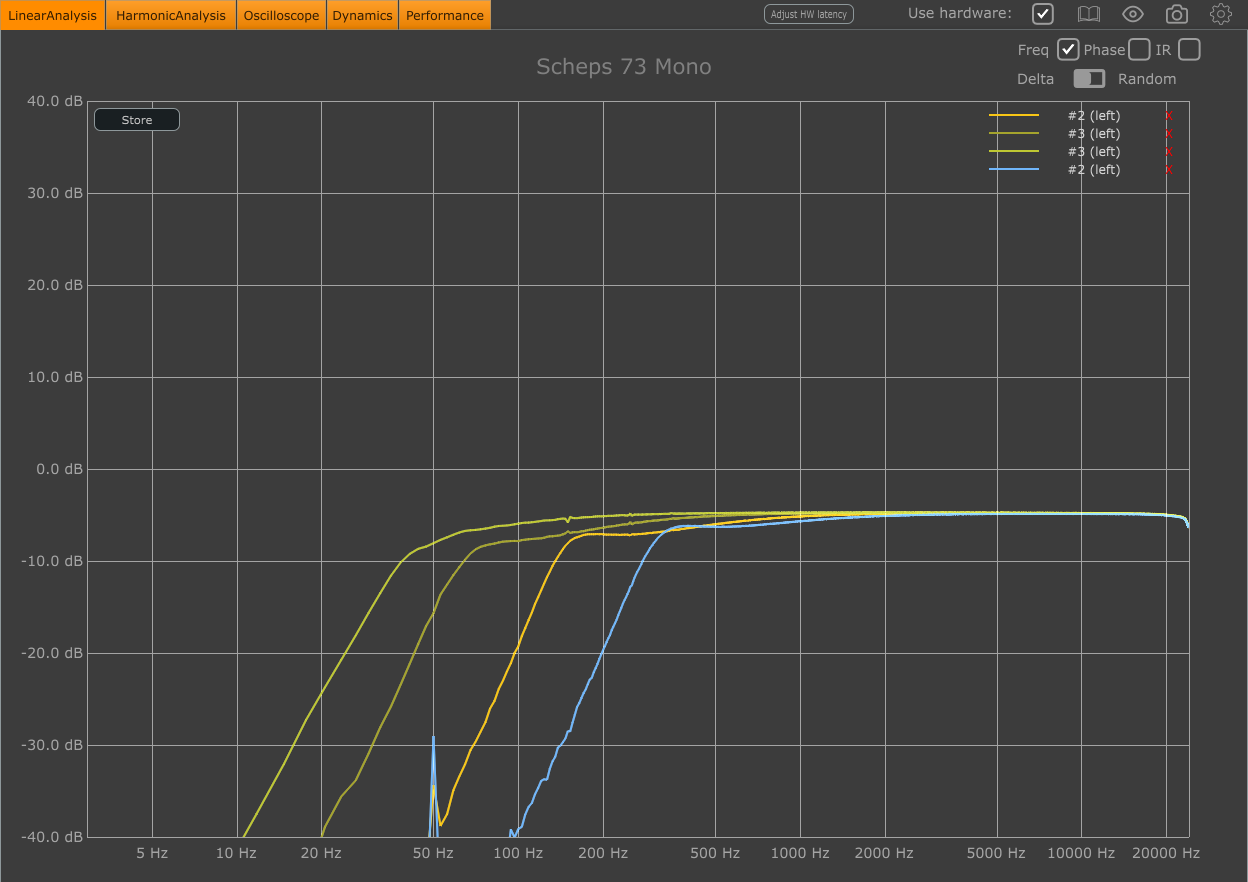 LinearAnalysis HarmonicAnalysis Oscilloscope Dynamics Performance Adjust HW latency Use hardware:
Freq Phase IR
Scheps 73 Mono
Delta Random
40.0 dB
Store
#2 (left) x
#3 (left) x
#3 (left) x
#2 (left) x
30.0 dB
20.0 dB
10.0 dB
0.0 dB
-10.0 dB
-20.0 dB
-30.0 dB
-40.0 dB
5 Hz 10 Hz 20 Hz 50 Hz 100 Hz 200 Hz 500 Hz 1000 Hz 2000 Hz 5000 Hz 10000 Hz 20000 Hz